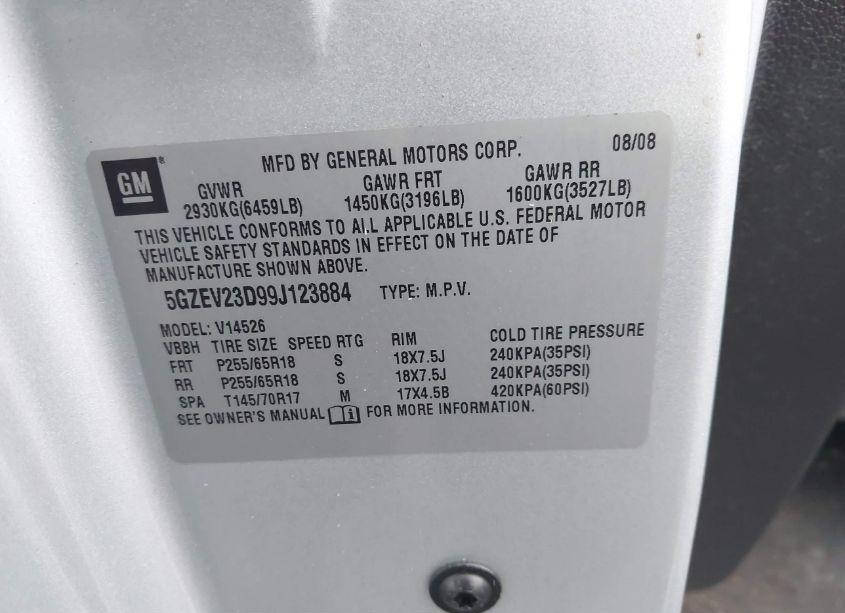 MFD BY GENERAL MOTORS CORP. 08/08
GM
GVWR GAWR FRT GAWR RR
2930KG(6459LB) 1450KG(3196LB) 1600KG(3527LB)
THIS VEHICLE CONFORMS TO ALL APPLICABLE U.S. FEDERAL MOTOR
VEHICLE SAFETY STANDARDS IN EFFECT ON THE DATE OF
MANUFACTURE SHOWN ABOVE.
5GZEV23D99J123884 TYPE: M.P.V.
MODEL: V14526
VBBH TIRE SIZE SPEED RTG RIM COLD TIRE PRESSURE
FRT P255/65R18 S 18X7.5J 240KPA(35PSI)
RR P255/65R18 S 18X7.5J 240KPA(35PSI)
SPA T145/70R17 M 17X4.5B 420KPA(60PSI)
SEE OWNER'S MANUAL FOR MORE INFORMATION.